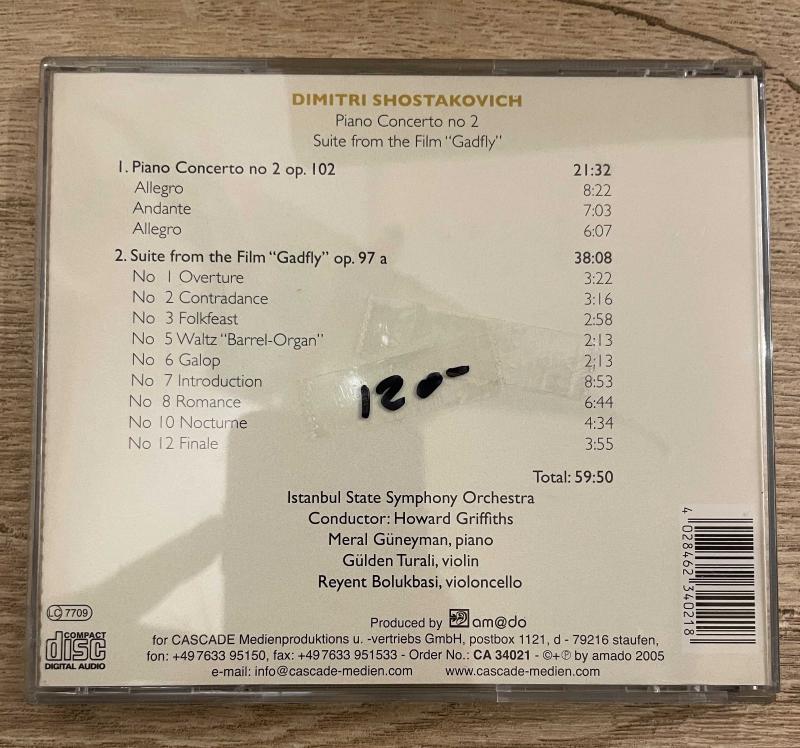 DIMITRI SHOSTAKOVICH
Piano Concerto no 2
Suite from the Film "Gadfly"
1. Piano Concerto no 2 op. 102 21:32
Allegro 8:22
Andante 7:03
Allegro 6:07
2. Suite from the Film "Gadfly" op. 97 a 38:08
No 1 Overture 3:22
No 2 Contradance 3:16
No 3 Folkfeast 2:58
No 5 Waltz "Barrel-Organ" 2:13
No 6 Galop 2:13
No 7 Introduction 8:53
No 8 Romance 6:44
No 10 Nocturne 4:34
No 12 Finale 3:55
120-
Total: 59:50
Istanbul State Symphony Orchestra
Conductor: Howard Griffiths
Meral Güneyman, piano
Gülden Turali, violin
Reyent Bolukbasi, violoncello
4 028462 340218
LC 7709
COMPACT
disc
DIGITAL AUDIO
Produced by am@do
for CASCADE Medienproduktions u. -vertriebs GmbH, postbox 1121, d - 79216 staufen,
fon: +49 7633 95150, fax: +49 7633 951533 - Order No.: CA 34021 - ©+℗ by amado 2005
e-mail: info@cascade-medien.com www.cascade-medien.com